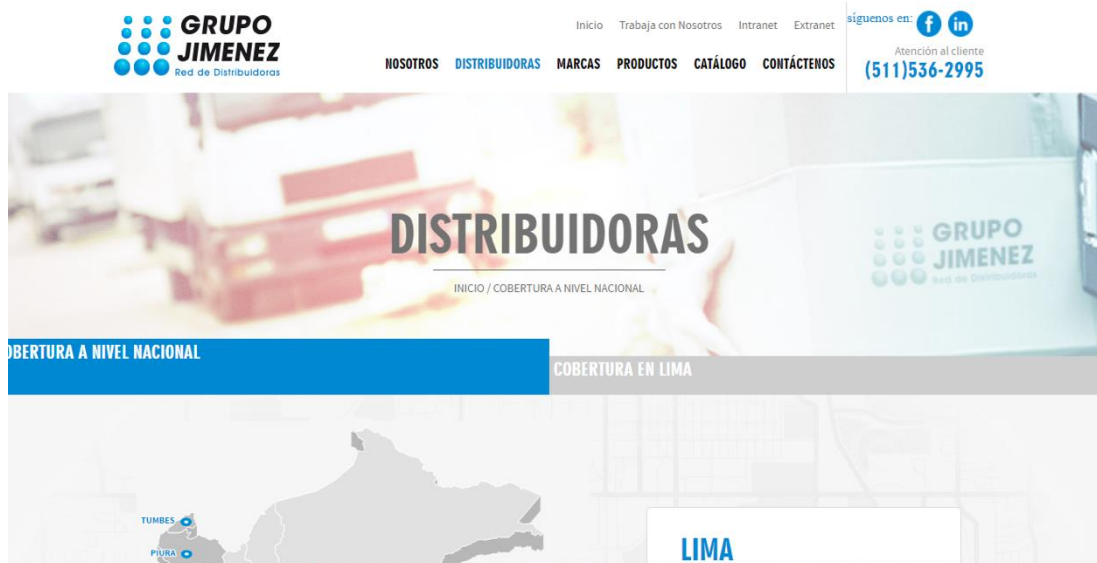 GRUPO
JIMENEZ
Red de Distribuidoras
Inicio Trabaja con Nosotros Intranet Extranet
síguenos en: f in
Atención al cliente
(511)536-2995
NOSOTROS DISTRIBUIDORAS MARCAS PRODUCTOS CATÁLOGO CONTÁCTENOS
DISTRIBUIDORAS
INICIO / COBERTURA A NIVEL NACIONAL
GRUPO
JIMENEZ
Red de Distribuidoras
OBERTURA A NIVEL NACIONAL
COBERTURA EN LIMA
TUMBES
PIURA
LIMA